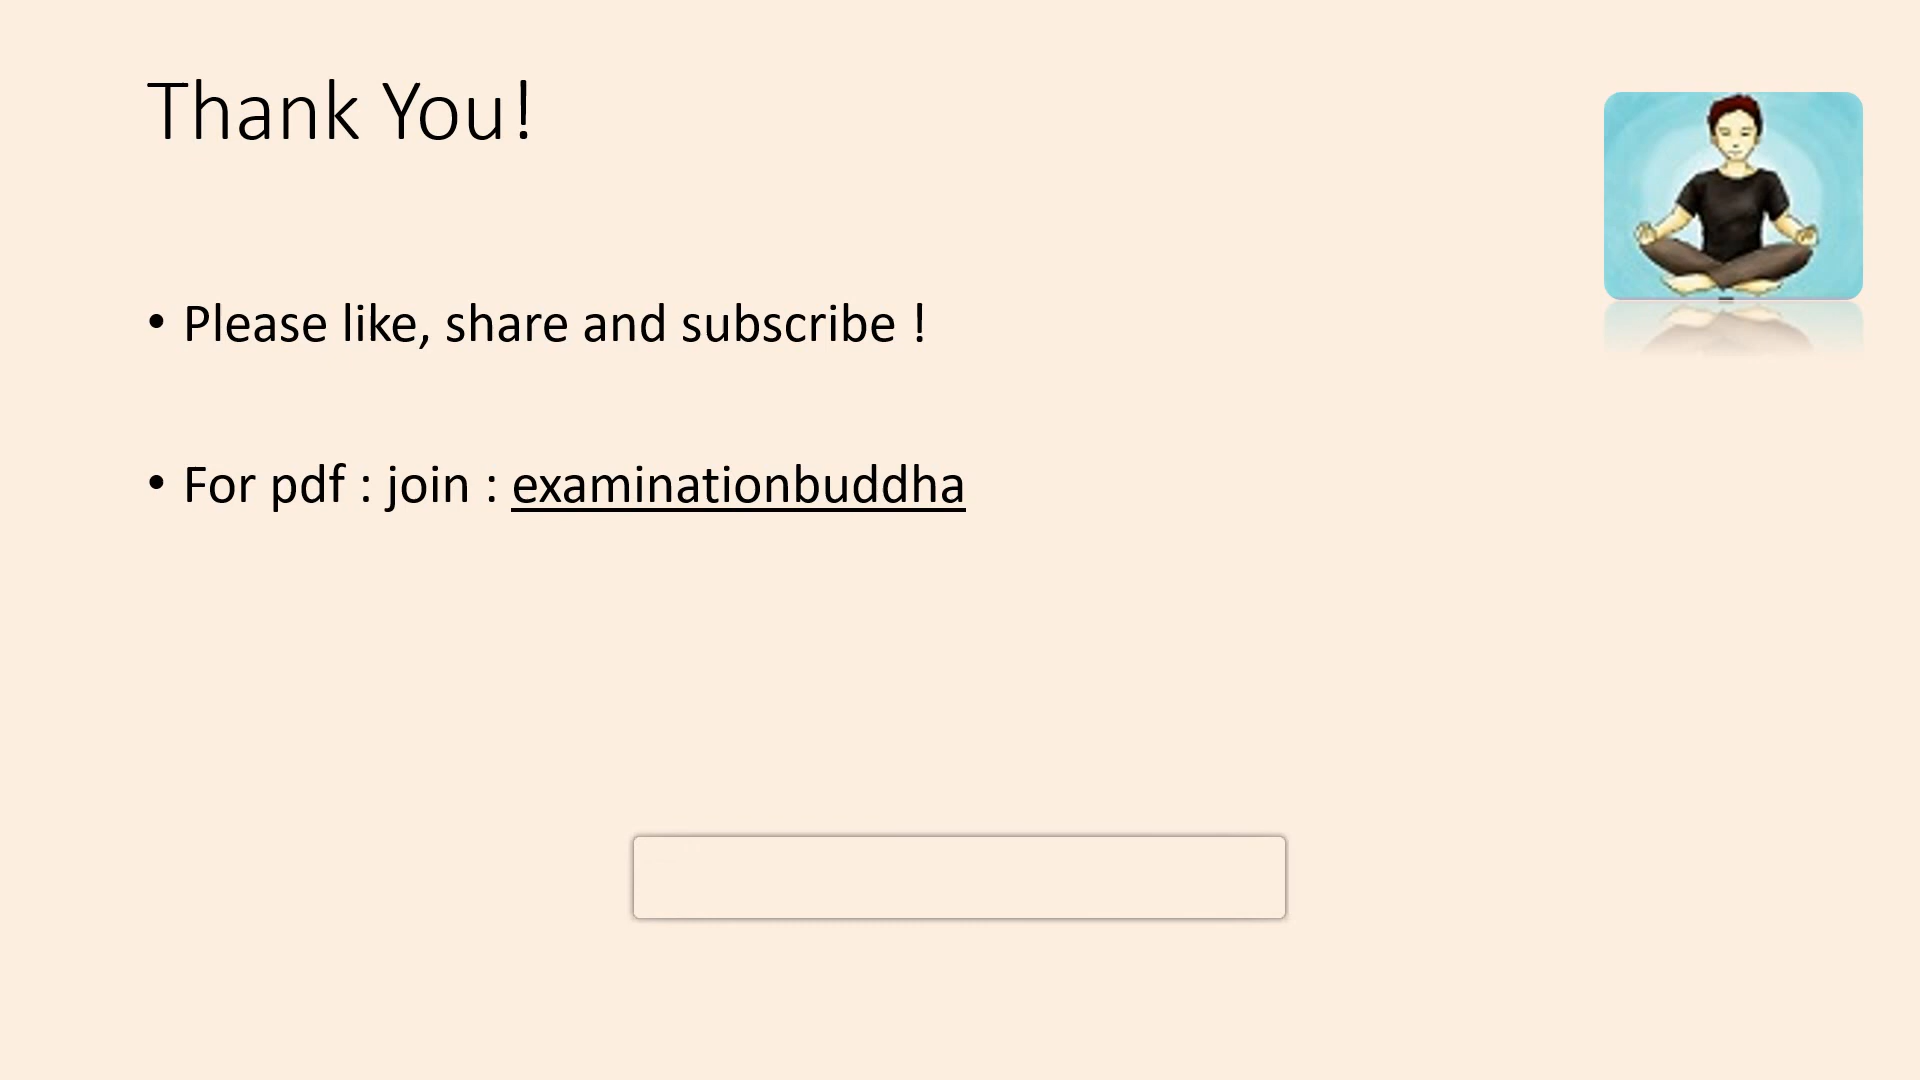 Thank You!
• Please like, share and subscribe !
• For pdf : join : examinationbuddha